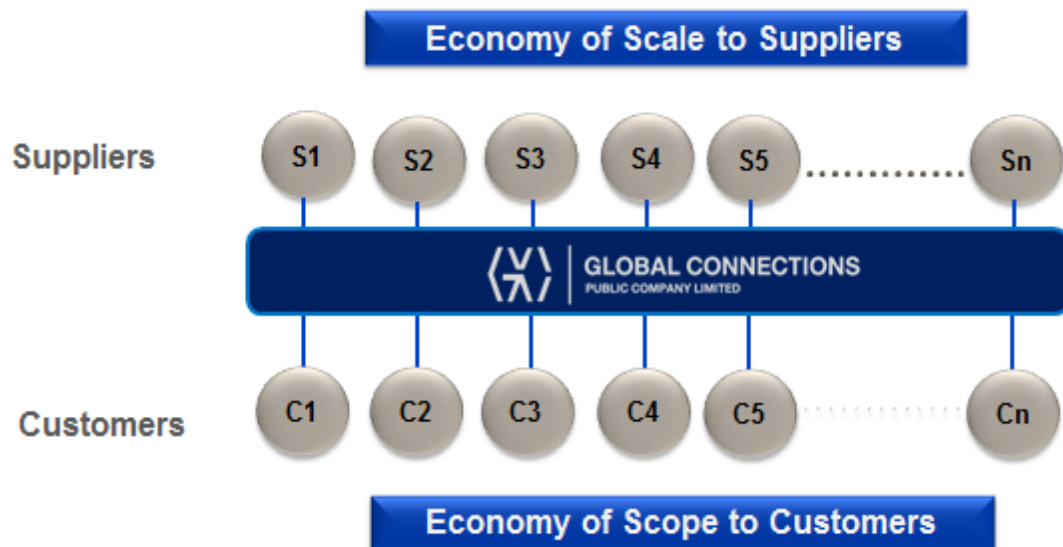 Economy of Scale to Suppliers
Suppliers
S1 S2 S3 S4 S5 ............. Sn
GLOBAL CONNECTIONS
PUBLIC COMPANY LIMITED
Customers
C1 C2 C3 C4 C5 ............. Cn
Economy of Scope to Customers